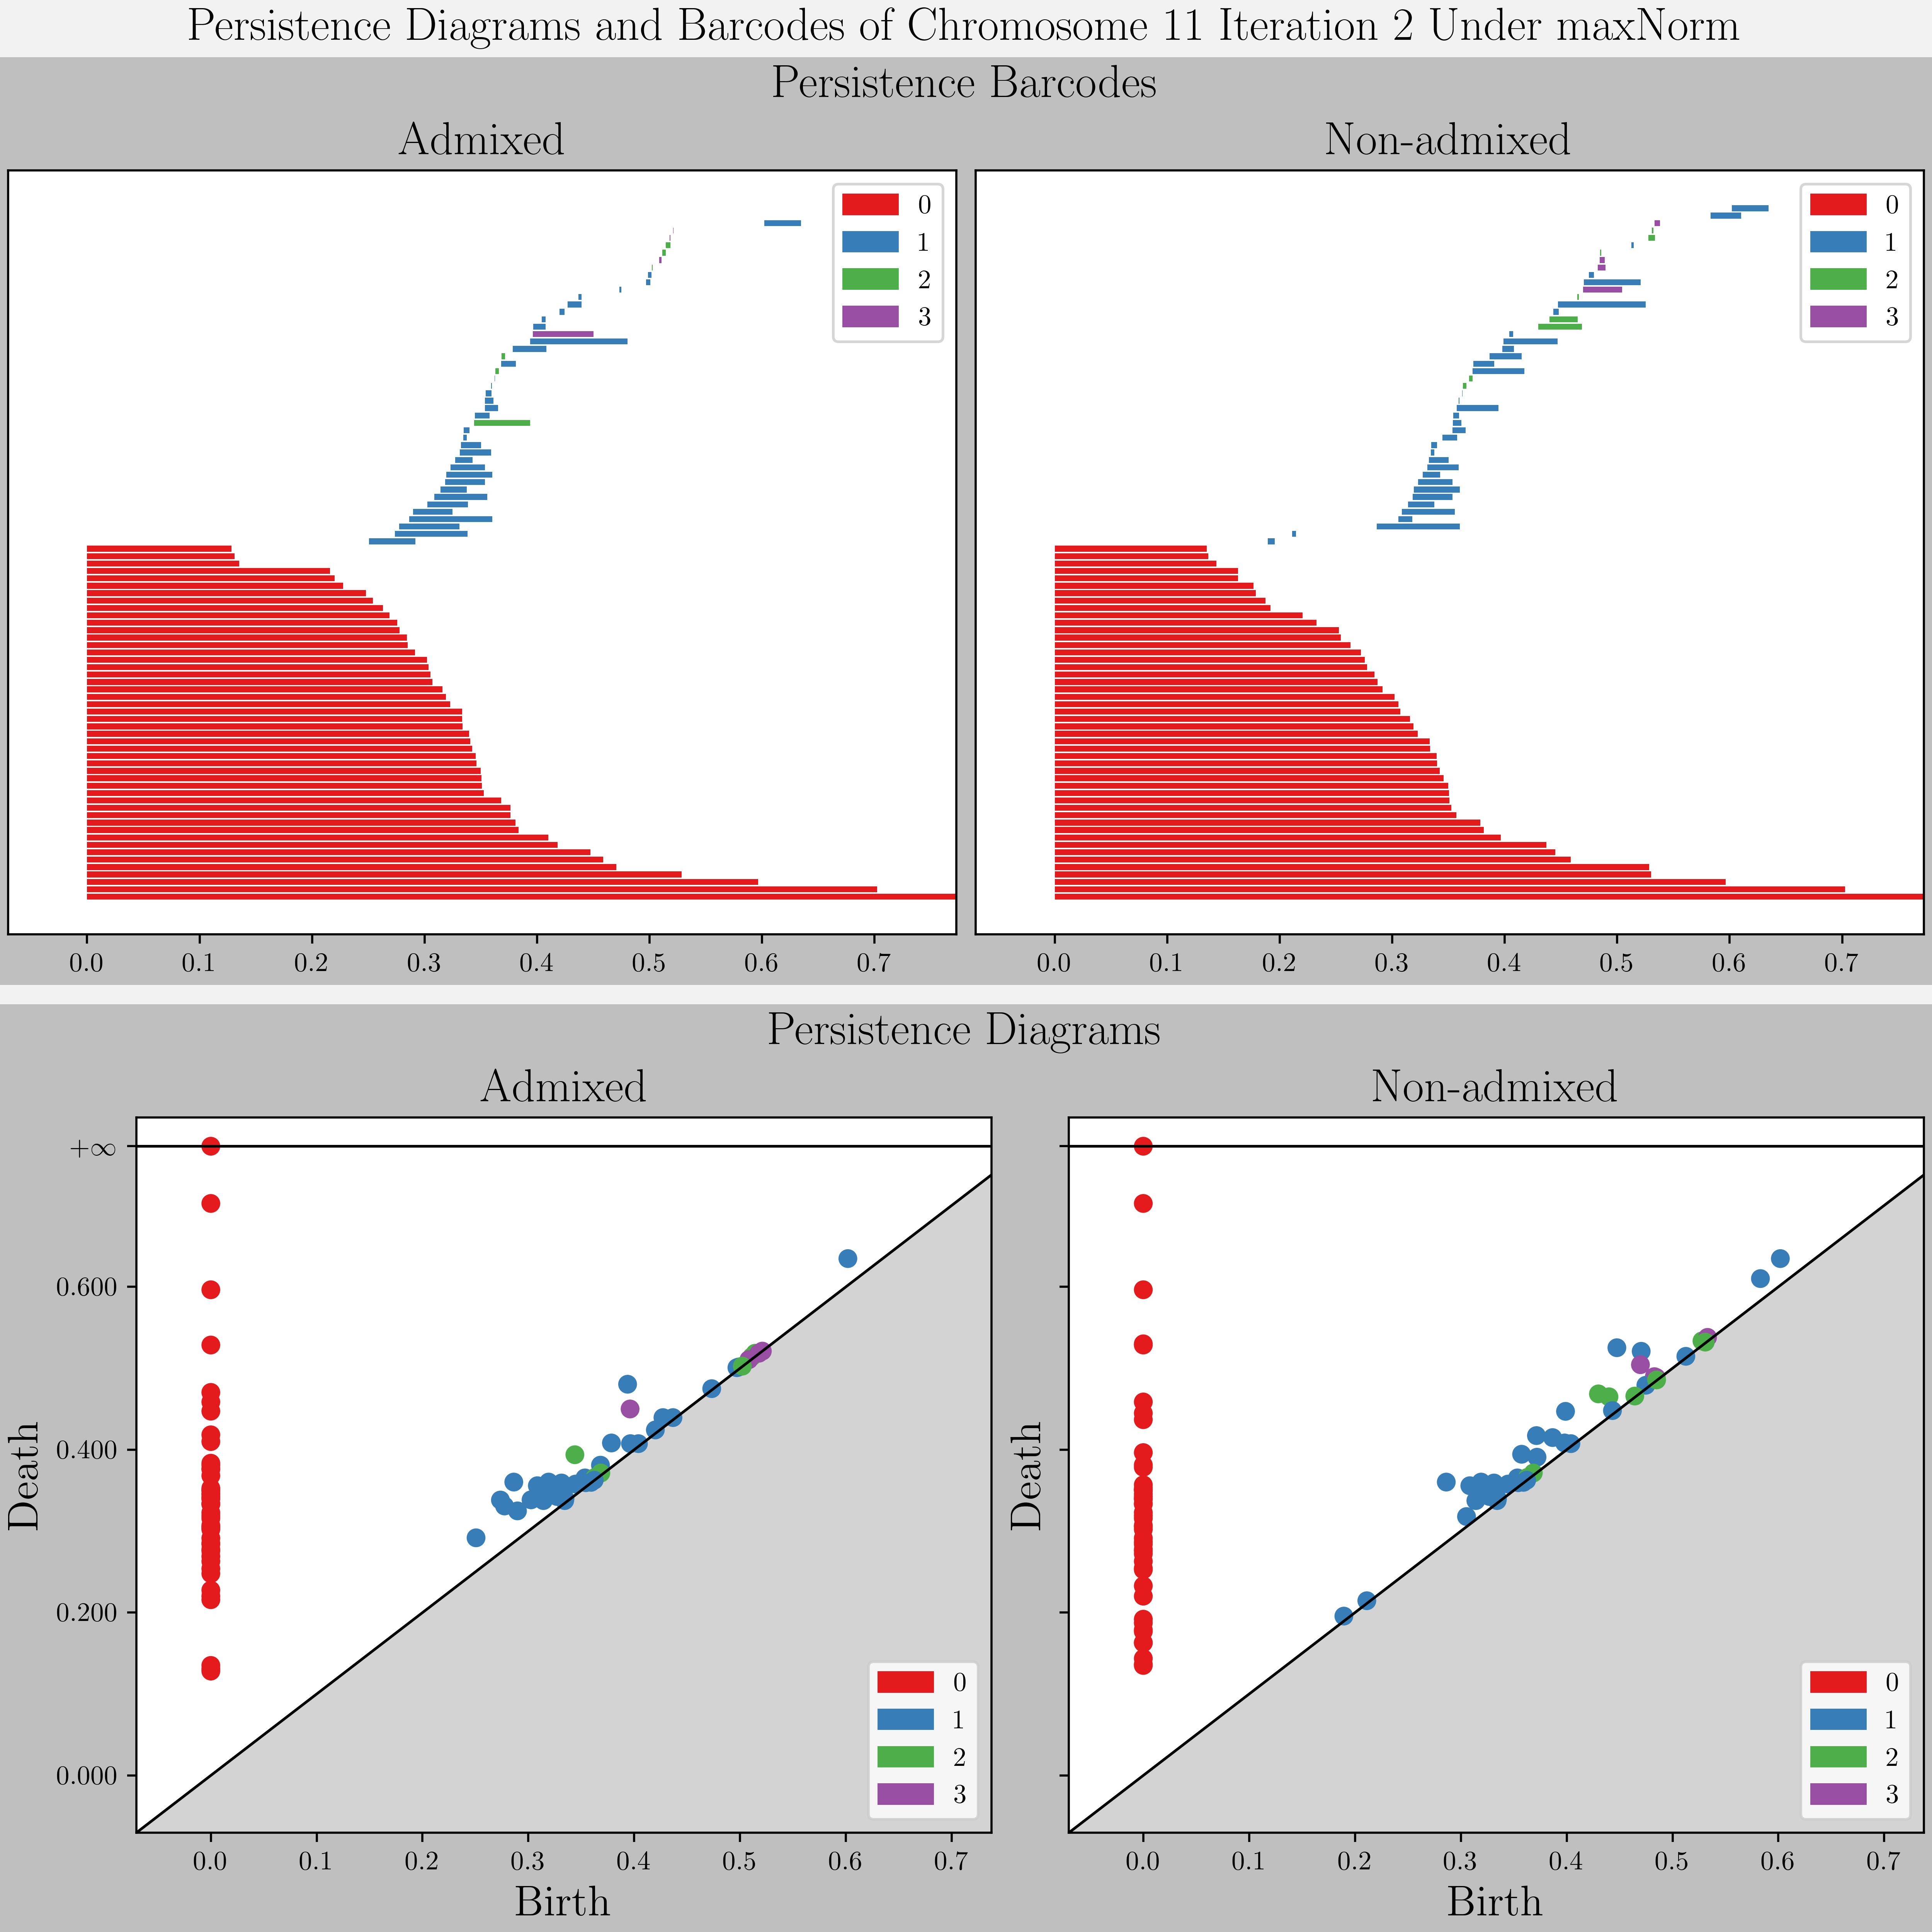 Persistence Diagrams and Barcodes of Chromosome 11 Iteration 2 Under maxNorm
Persistence Barcodes
Admixed
0
1
2
3
0.0 0.1 0.2 0.3 0.4 0.5 0.6 0.7
Non-admixed
0
1
2
3
0.0 0.1 0.2 0.3 0.4 0.5 0.6 0.7
Persistence Diagrams
Admixed
+∞
0.600
0.400
0.200
0.000
Death
0
1
2
3
0.0 0.1 0.2 0.3 0.4 0.5 0.6 0.7
Birth
Non-admixed
Death
0
1
2
3
0.0 0.1 0.2 0.3 0.4 0.5 0.6 0.7
Birth